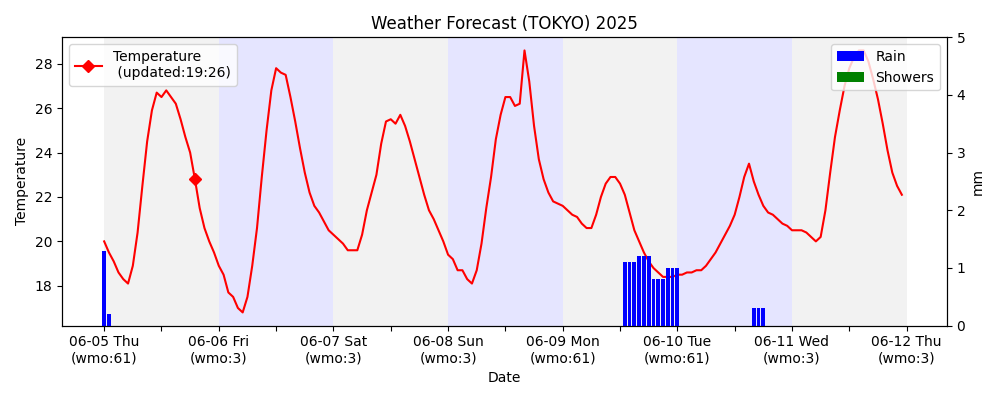 Weather Forecast (TOKYO) 2025
Temperature
(updated:19:26)
Rain
Showers
28
26
24
22
20
18
Temperature
5
4
3
2
1
0
mm
06-05 Thu
(wmo:61)
06-06 Fri
(wmo:3)
06-07 Sat
(wmo:3)
06-08 Sun
(wmo:3)
06-09 Mon
(wmo:61)
06-10 Tue
(wmo:61)
06-11 Wed
(wmo:3)
06-12 Thu
(wmo:3)
Date